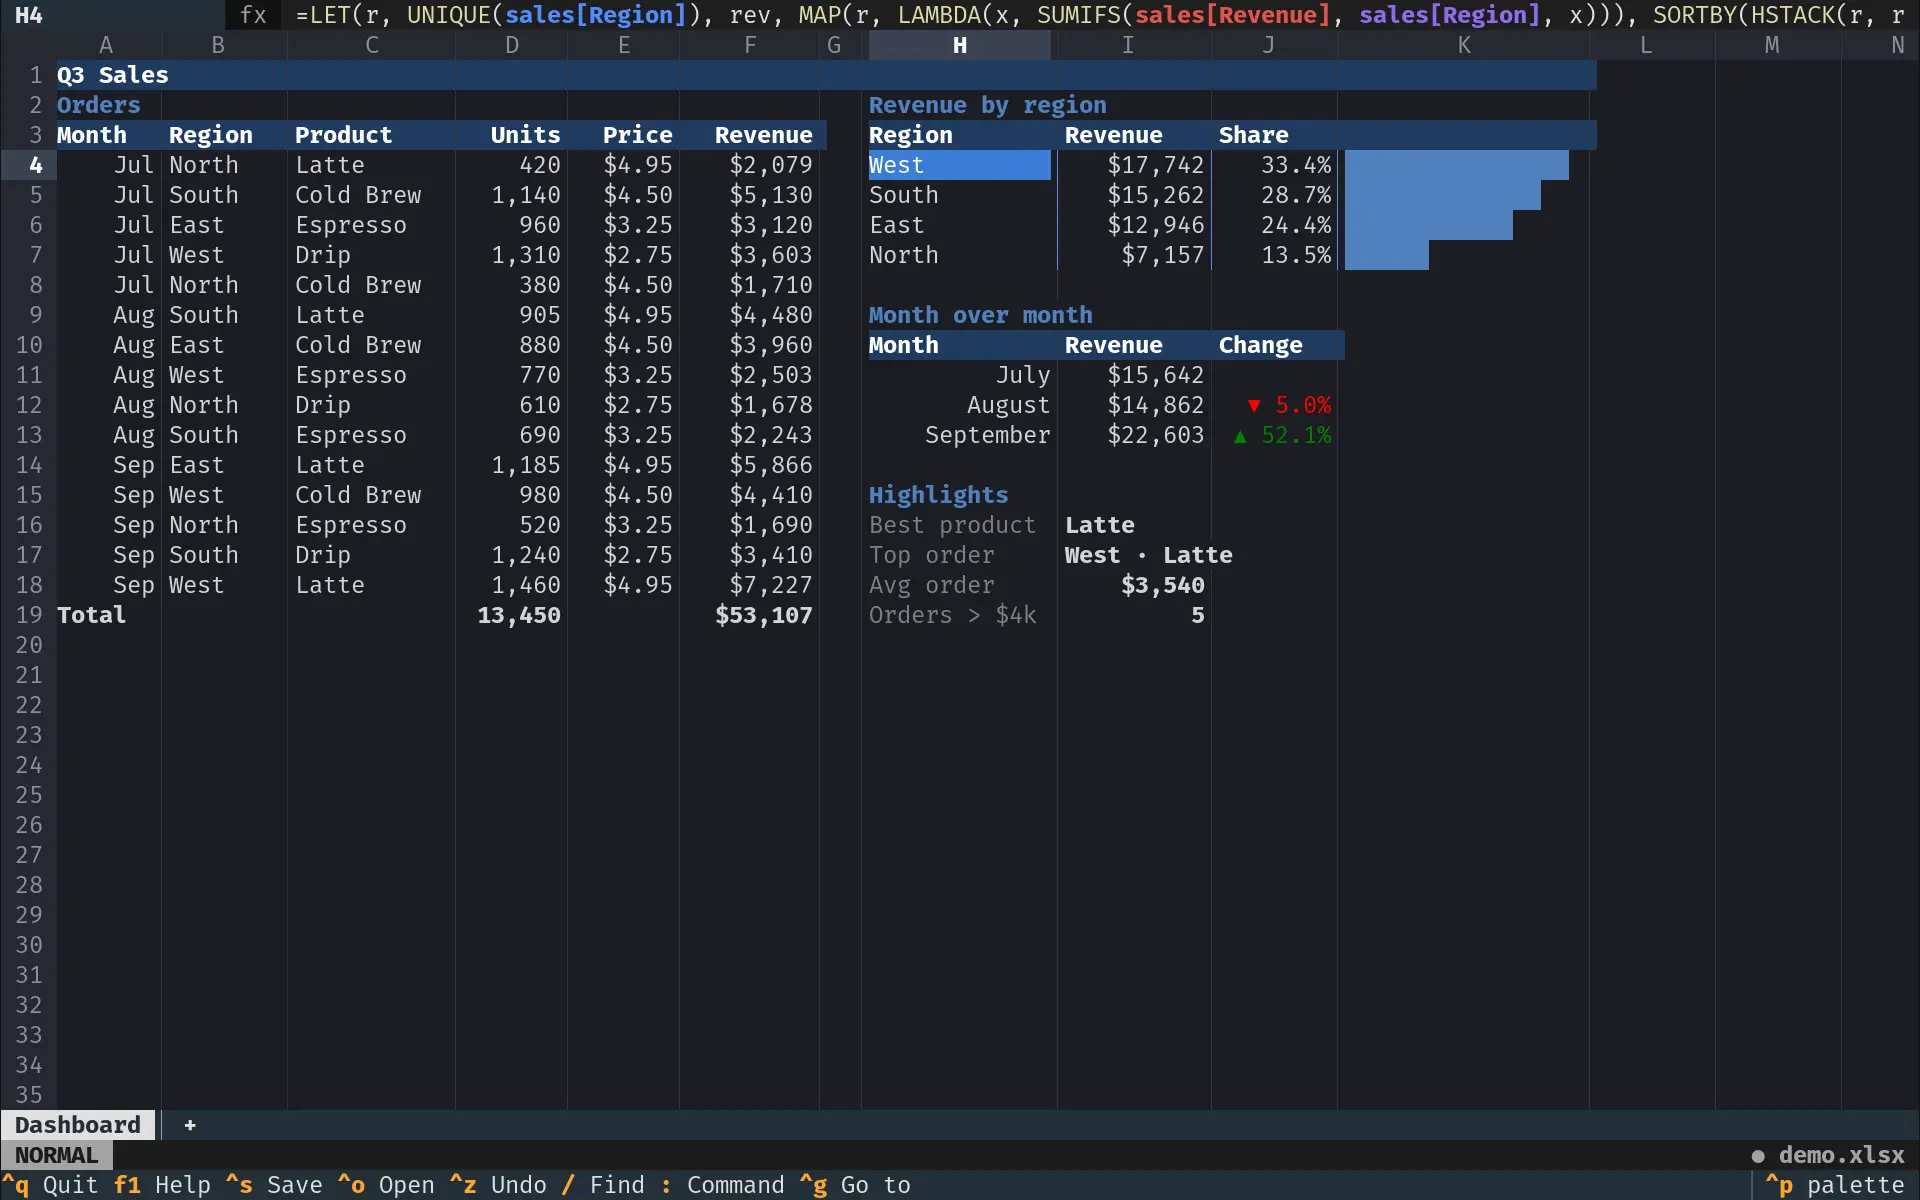 H4 fx =LET(r, UNIQUE(sales[Region]), rev, MAP(r, LAMBDA(x, SUMIFS(sales[Revenue], sales[Region], x))), SORTBY(HSTACK(r, r
A B C D E F G H I J K L M N
1 Q3 Sales
2 Orders Revenue by region
3 Month Region Product Units Price Revenue Region Revenue Share
4 Jul North Latte 420 $4.95 $2,079 West $17,742 33.4%
5 Jul South Cold Brew 1,140 $4.50 $5,130 South $15,262 28.7%
6 Jul East Espresso 960 $3.25 $3,120 East $12,946 24.4%
7 Jul West Drip 1,310 $2.75 $3,603 North $7,157 13.5%
8 Jul North Cold Brew 380 $4.50 $1,710
9 Aug South Latte 905 $4.95 $4,480 Month over month
10 Aug East Cold Brew 880 $4.50 $3,960 Month Revenue Change
11 Aug West Espresso 770 $3.25 $2,503 July $15,642
12 Aug North Drip 610 $2.75 $1,678 August $14,862 ▼ 5.0%
13 Aug South Espresso 690 $3.25 $2,243 September $22,603 ▲ 52.1%
14 Sep East Latte 1,185 $4.95 $5,866
15 Sep West Cold Brew 980 $4.50 $4,410 Highlights
16 Sep North Espresso 520 $3.25 $1,690 Best product Latte
17 Sep South Drip 1,240 $2.75 $3,410 Top order West · Latte
18 Sep West Latte 1,460 $4.95 $7,227 Avg order $3,540
19 Total 13,450 $53,107 Orders > $4k 5
20
21
22
23
24
25
26
27
28
29
30
31
32
33
34
35
Dashboard +
NORMAL ● demo.xlsx
^q Quit f1 Help ^s Save ^o Open ^z Undo / Find : Command ^g Go to ^p palette